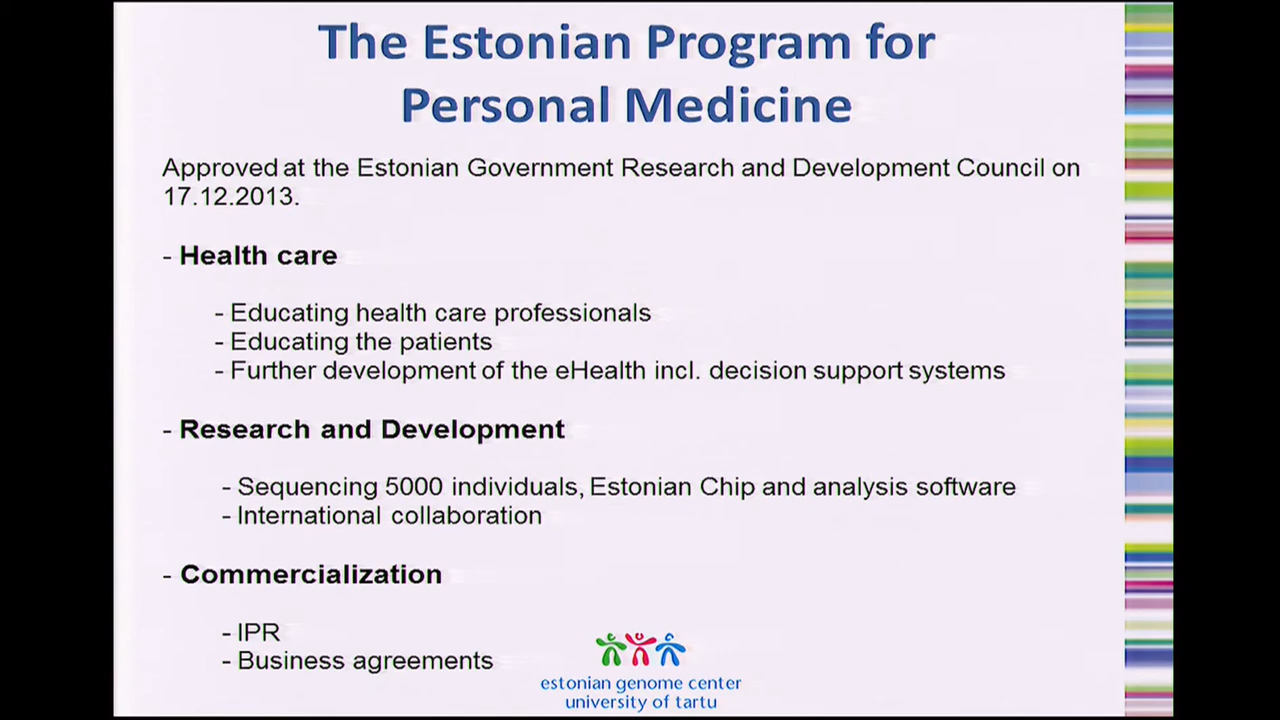 The Estonian Program for
Personal Medicine
Approved at the Estonian Government Research and Development Council on
17.12.2013.
- Health care
- Educating health care professionals
- Educating the patients
- Further development of the eHealth incl. decision support systems
- Research and Development
- Sequencing 5000 individuals, Estonian Chip and analysis software
- International collaboration
- Commercialization
- IPR
- Business agreements
estonian genome center
university of tartu